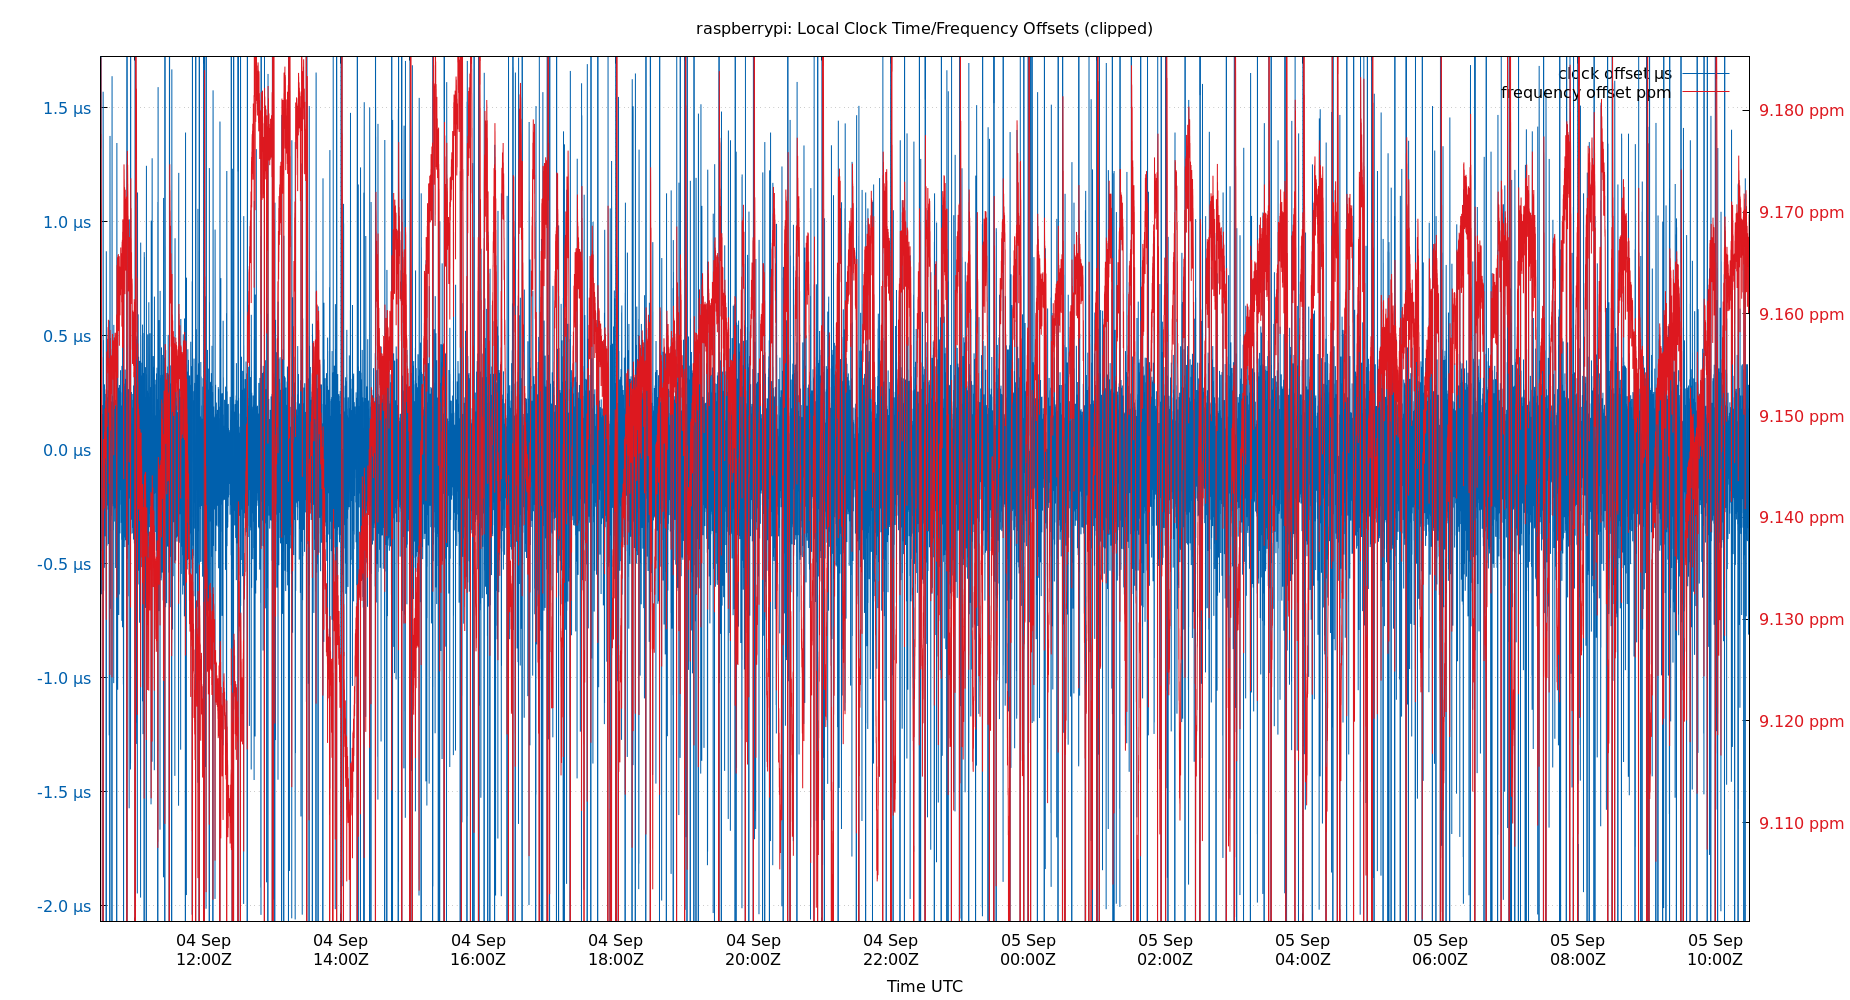 raspberrypi: Local Clock Time/Frequency Offsets (clipped)
clock offset µs
frequency offset ppm
1.5 µs
1.0 µs
0.5 µs
0.0 µs
-0.5 µs
-1.0 µs
-1.5 µs
-2.0 µs
9.180 ppm
9.170 ppm
9.160 ppm
9.150 ppm
9.140 ppm
9.130 ppm
9.120 ppm
9.110 ppm
04 Sep 04 Sep 04 Sep 04 Sep 04 Sep 04 Sep 05 Sep 05 Sep 05 Sep 05 Sep 05 Sep 05 Sep
12:00Z 14:00Z 16:00Z 18:00Z 20:00Z 22:00Z 00:00Z 02:00Z 04:00Z 06:00Z 08:00Z 10:00Z
Time UTC